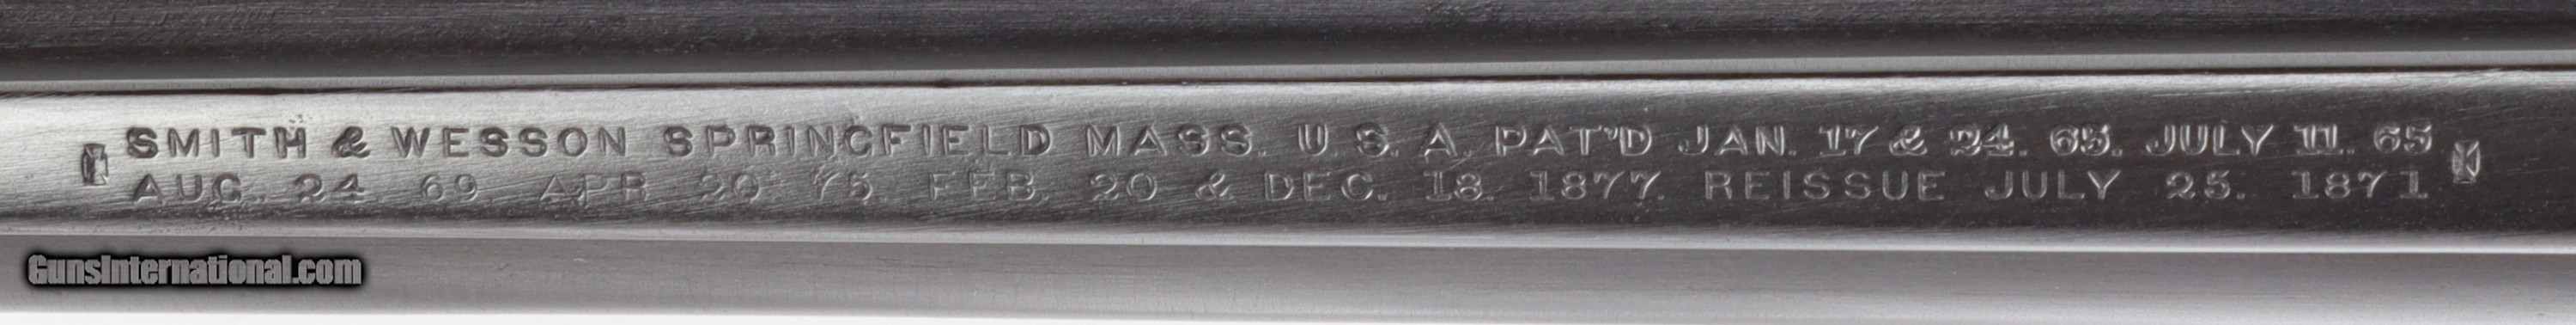 SMITH & WESSON SPRINGFIELD MASS. U.S.A. PAT'D JAN. 17 & 24. 65. JULY 11. 65
AUG. 24 69 APR 20 75. FEB. 20 & DEC. 18. 1877. REISSUE JULY 25. 1871
GunsInternational.com